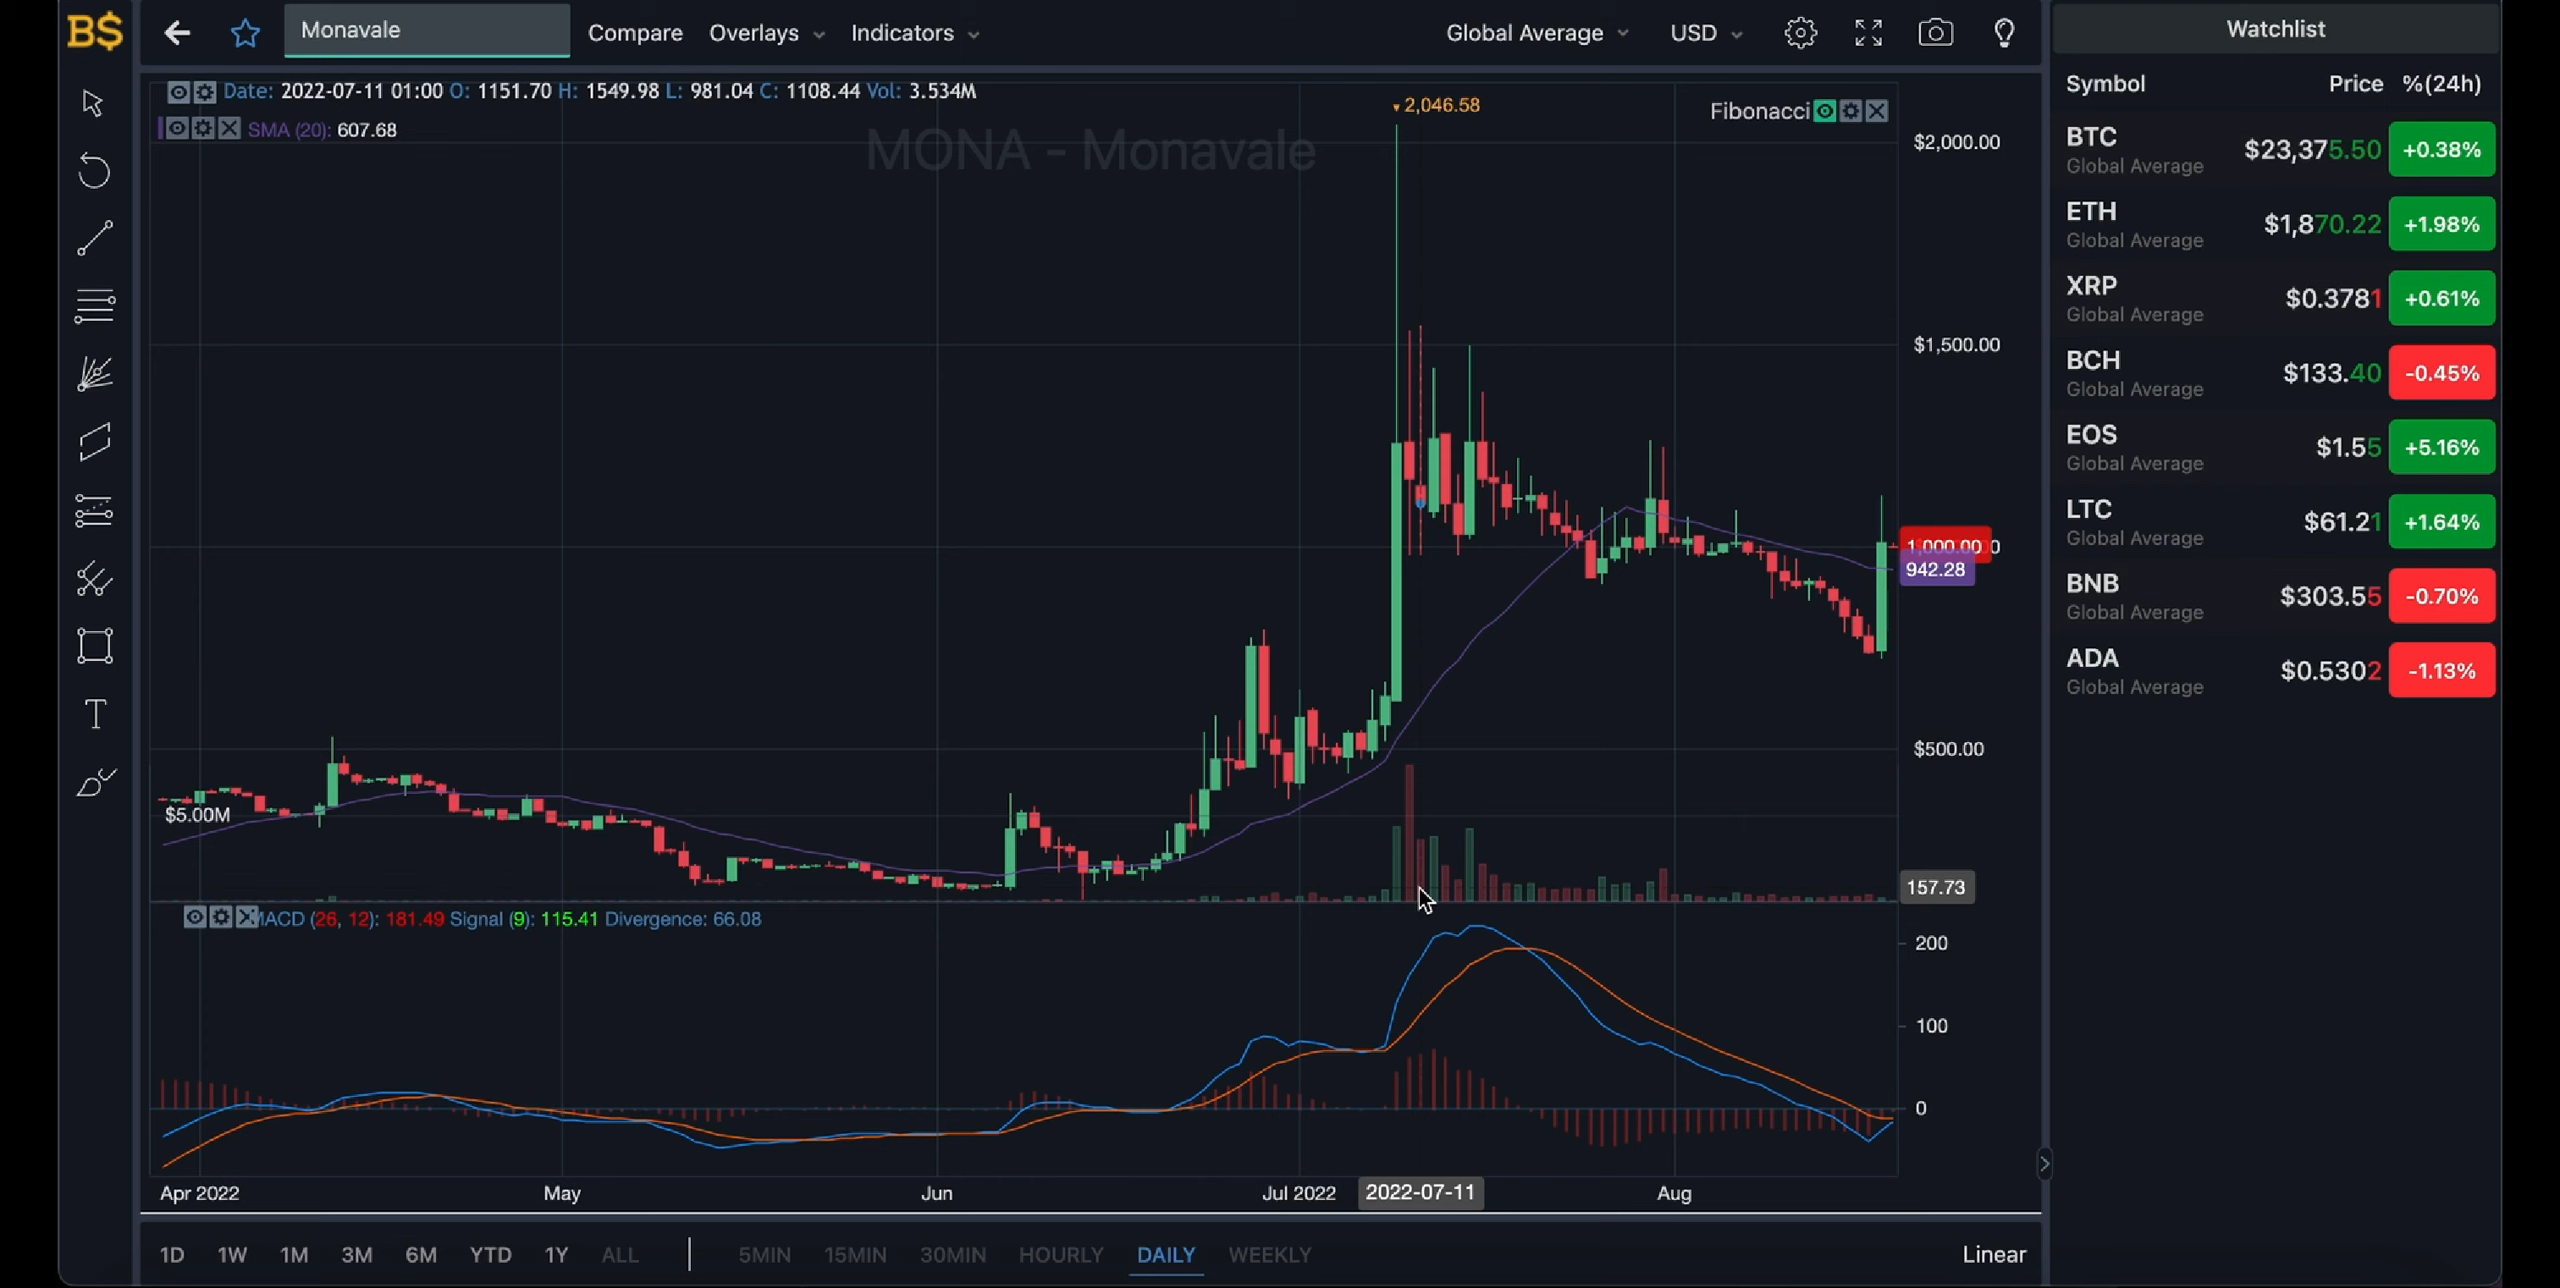 B$
Monavale
Compare
Overlays
Indicators
Global Average
USD
Date: 2022-07-11 01:00 O: 1151.70 H: 1549.98 L: 981.04 C: 1108.44 Vol: 3.534M
SMA (20): 607.68
2,046.58
Fibonacci
MONA - Monavale
$2,000.00
$1,500.00
1,000.00
942.28
$500.00
$5.00M
157.73
MACD (26, 12): 181.49 Signal (9): 115.41 Divergence: 66.08
200
100
0
Apr 2022
May
Jun
Jul 2022
2022-07-11
Aug
1D 1W 1M 3M 6M YTD 1Y ALL
5MIN 15MIN 30MIN HOURLY DAILY WEEKLY
Linear
Watchlist
Symbol Price %(24h)
BTC $23,375.50 +0.38%
Global Average
ETH $1,870.22 +1.98%
Global Average
XRP $0.3781 +0.61%
Global Average
BCH $133.40 -0.45%
Global Average
EOS $1.55 +5.16%
Global Average
LTC $61.21 +1.64%
Global Average
BNB $303.55 -0.70%
Global Average
ADA $0.5302 -1.13%
Global Average